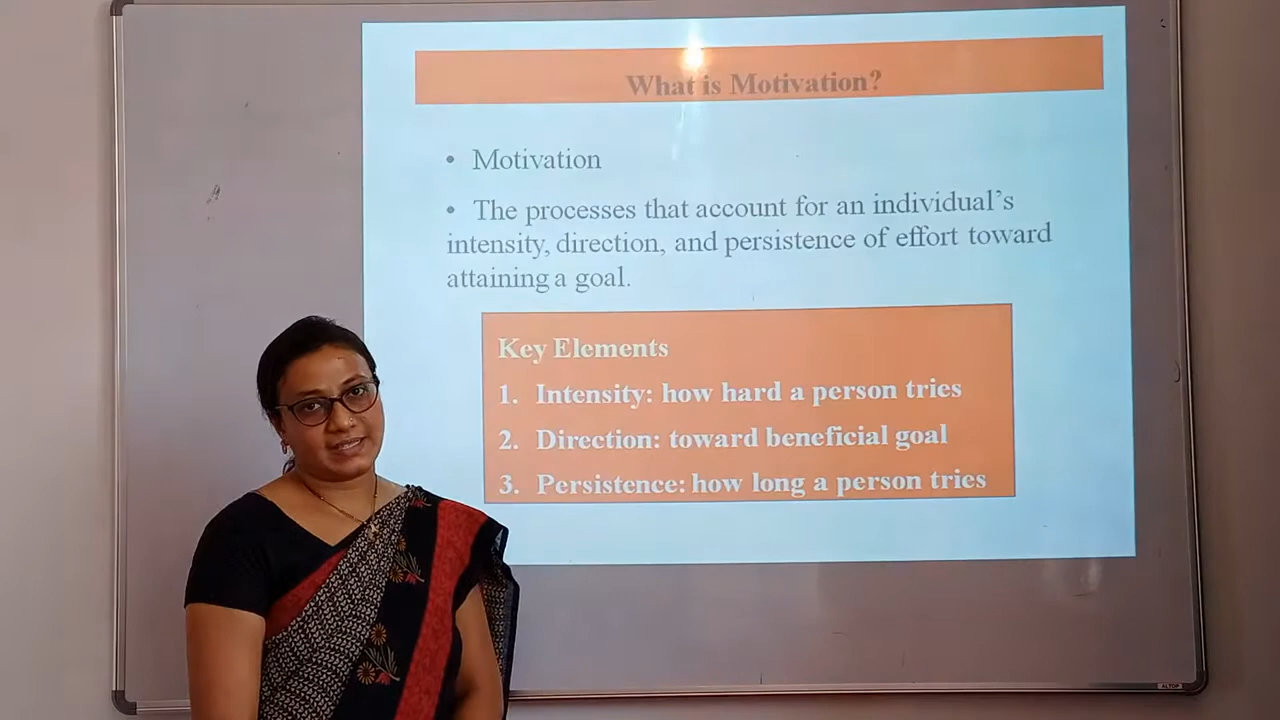 What is Motivation?
• Motivation
• The processes that account for an individual's
intensity, direction, and persistence of effort toward
attaining a goal.
Key Elements
1. Intensity: how hard a person tries
2. Direction: toward beneficial goal
3. Persistence: how long a person tries
ALTOP